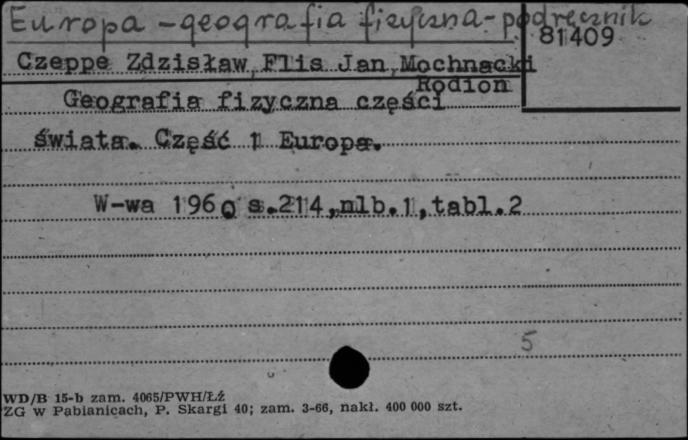 Europa - geografia fizyczna - podręcznik
81409
Czeppe Zdzisław, Flis Jan, Mochnacki
Rodion
Geografia fizyczna części
świata. Część 1 Europa.
W-wa 1960 s.214,nlb.1,tabl.2
5
WD/B 15-b zam. 4065/PWH/ŁŹ
ZG w Pabianicach, P. Skargi 40; zam. 3-66, nakł. 400 000 szt.